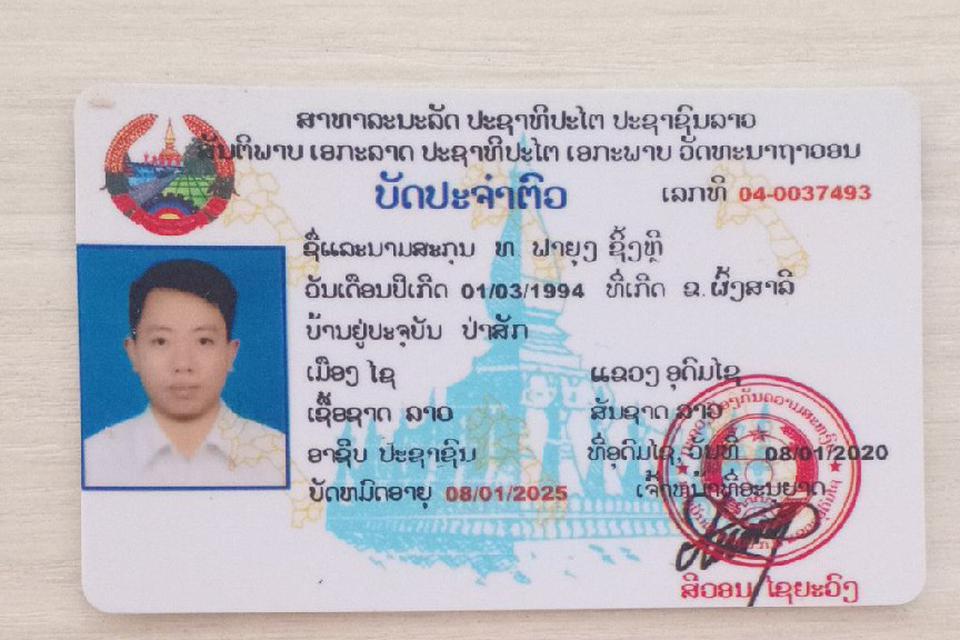 ສາທາລະນະລັດ ປະຊາທິປະໄຕ ປະຊາຊົນລາວ
ສັນຕິພາບ ເອກະລາດ ປະຊາທິປະໄຕ ເອກະພາບ ວັດທະນາຖາວອນ
ບັດປະຈຳຕົວ
ເລກທີ 04-0037493
ຊື່ແລະນາມສະກຸນ ທ ຟາຍຸງ ຊົ້ງຫຼື
ວັນເດືອນປີເກີດ 01/03/1994 ທີ່ເກີດ ຂ.ຜົ້ງສາລີ
ບ້ານຢູ່ປະຈຸບັນ ປ່າສັກ
ເມືອງ ໄຊ ແຂວງ ອຸດົມໄຊ
ເຊື້ອຊາດ ລາວ ສັນຊາດ ລາວ
ອາຊີບ ປະຊາຊົນ ທີ່ອຸດົມໄຊ, ວັນທີ 08/01/2020
ບັດຫມົດອາຍຸ 08/01/2025 ເຈົ້າຫນ້າທີ່ອະນຸຍາດ
ສີວອນ ໄຊຍະວົງ